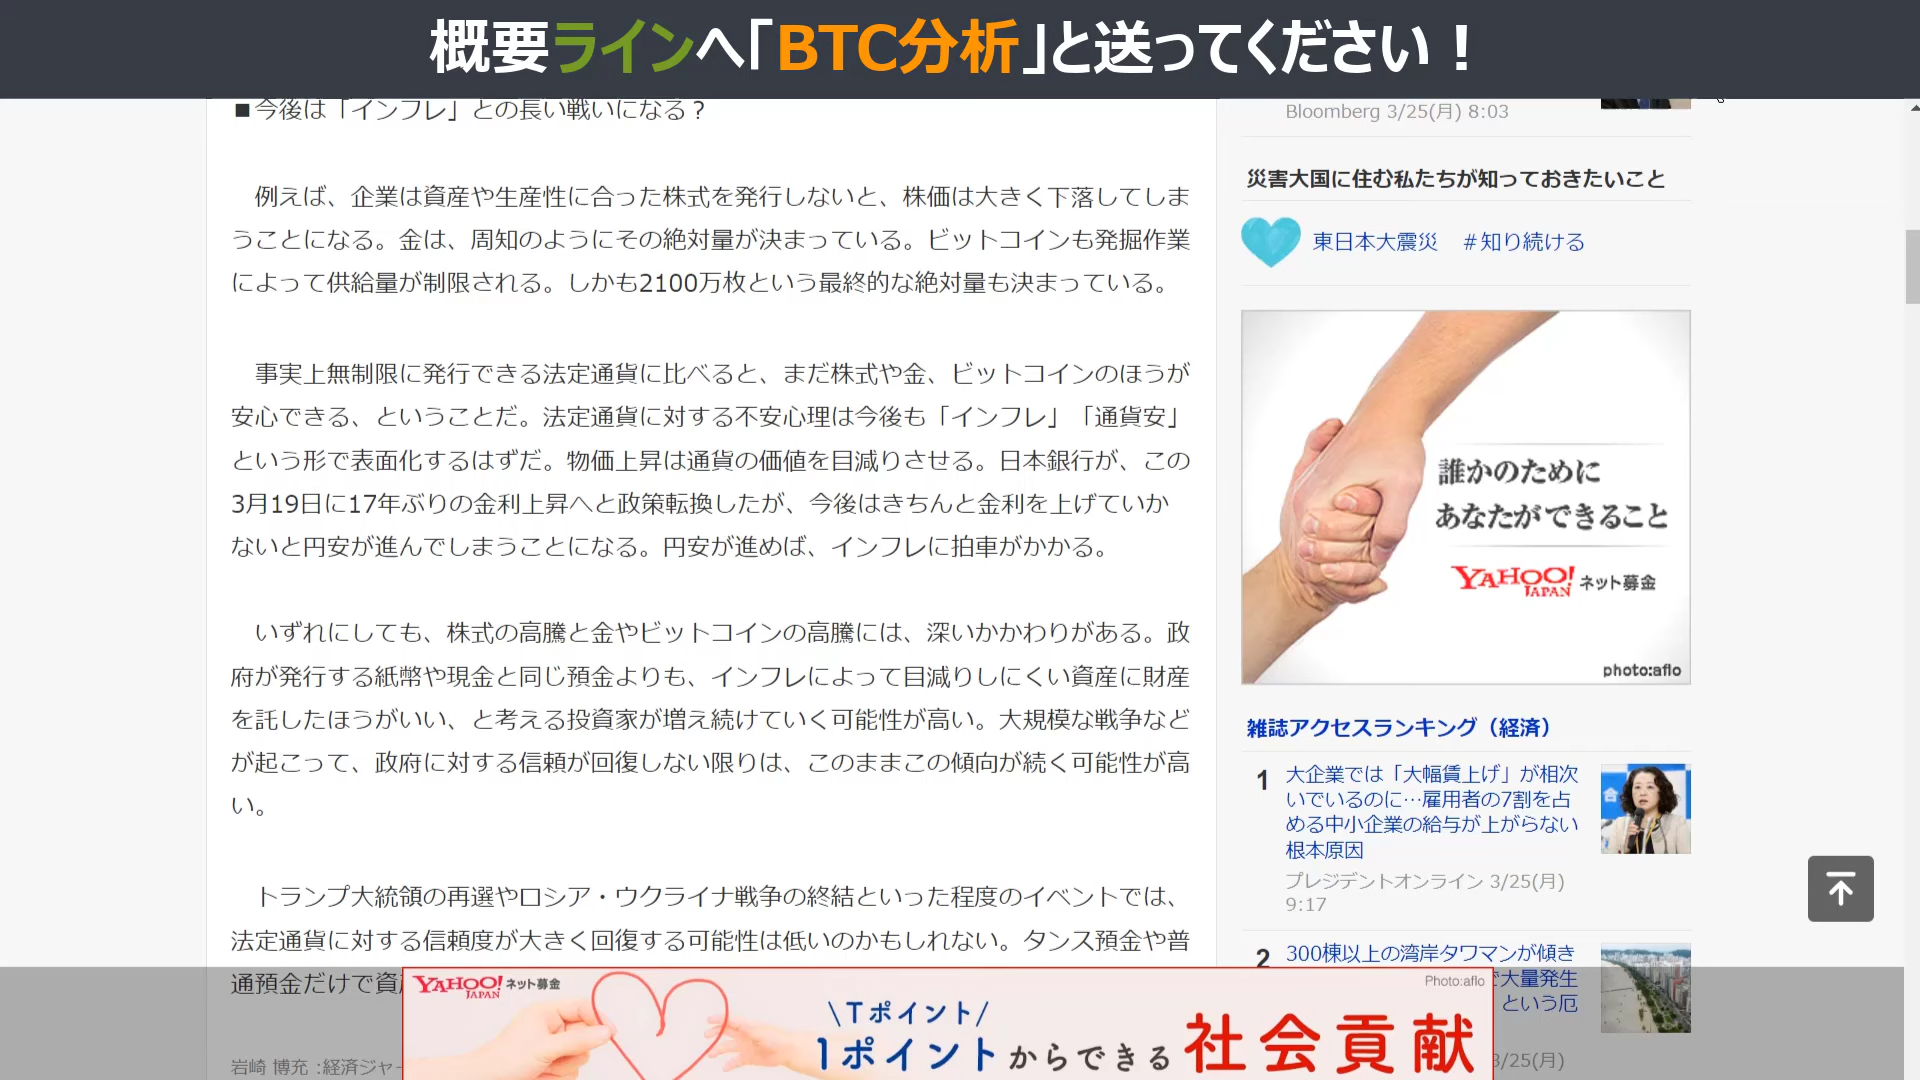 概要ラインへ「BTC分析」と送ってください！
■今後は「インフレ」との長い戦いになる？
例えば、企業は資産や生産性に合った株式を発行しないと、株価は大きく下落してしま
うことになる。金は、周知のようにその絶対量が決まっている。ビットコインも発掘作業
によって供給量が制限される。しかも2100万枚という最終的な絶対量も決まっている。
事実上無制限に発行できる法定通貨に比べると、まだ株式や金、ビットコインのほうが
安心できる、ということだ。法定通貨に対する不安心理は今後も「インフレ」「通貨安」
という形で表面化するはずだ。物価上昇は通貨の価値を目減りさせる。日本銀行が、この
3月19日に17年ぶりの金利上昇へと政策転換したが、今後はきちんと金利を上げていか
ないと円安が進んでしまうことになる。円安が進めば、インフレに拍車がかかる。
いずれにしても、株式の高騰と金やビットコインの高騰には、深いかかわりがある。政
府が発行する紙幣や現金と同じ預金よりも、インフレによって目減りしにくい資産に財産
を託したほうがいい、と考える投資家が増え続けていく可能性が高い。大規模な戦争など
が起こって、政府に対する信頼が回復しない限りは、このままこの傾向が続く可能性が高
い。
トランプ大統領の再選やロシア・ウクライナ戦争の終結といった程度のイベントでは、
法定通貨に対する信頼度が大きく回復する可能性は低いのかもしれない。タンス預金や普
通預金だけで資
岩崎 博充 :経済ジャー
Bloomberg 3/25(月) 8:03
災害大国に住む私たちが知っておきたいこと
東日本大震災 ＃知り続ける
誰かのために
あなたができること
YAHOO! JAPAN ネット募金
photo:aflo
雑誌アクセスランキング（経済）
1 大企業では「大幅賃上げ」が相次
いでいるのに…雇用者の7割を占
める中小企業の給与が上がらない
根本原因
プレジデントオンライン 3/25(月)
9:17
2 300棟以上の湾岸タワマンが傾き
で大量発生
という厄
3/25(月)
YAHOO! JAPAN ネット募金
Photo:aflo
\Tポイント/
1ポイントからできる 社会貢献